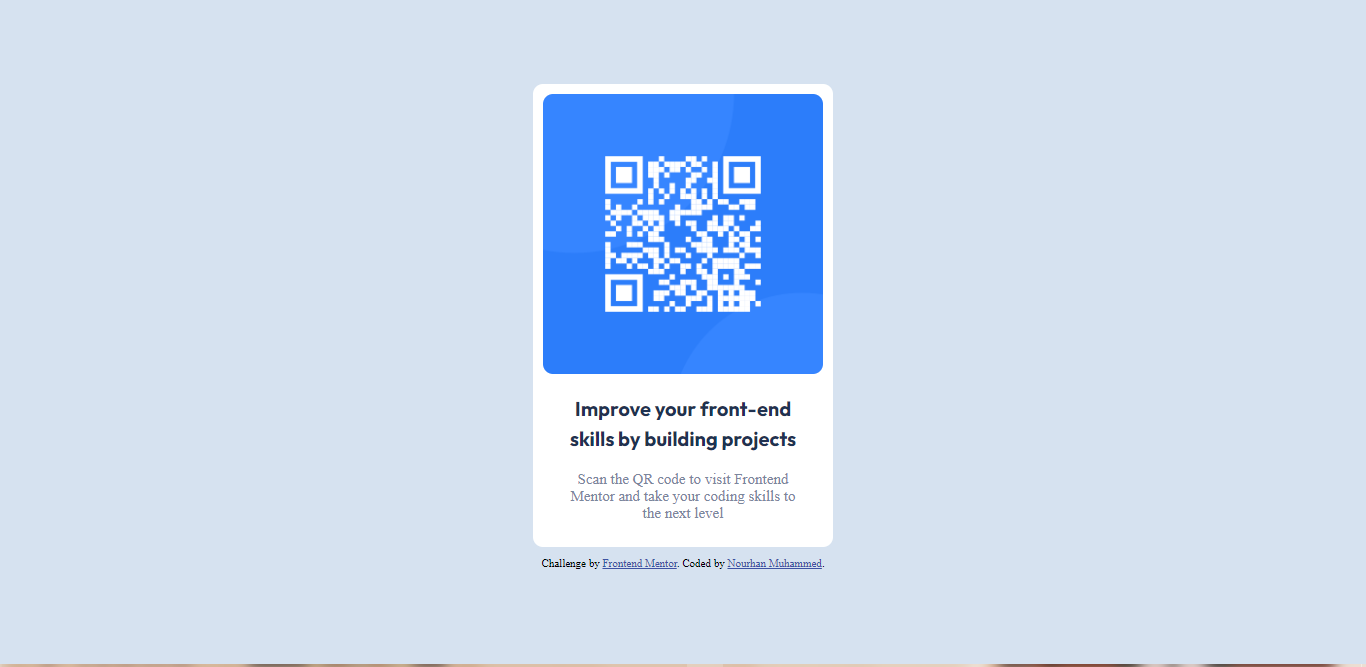 Improve your front-end
skills by building projects
Scan the QR code to visit Frontend
Mentor and take your coding skills to
the next level
Challenge by Frontend Mentor. Coded by Nourhan Muhammed.